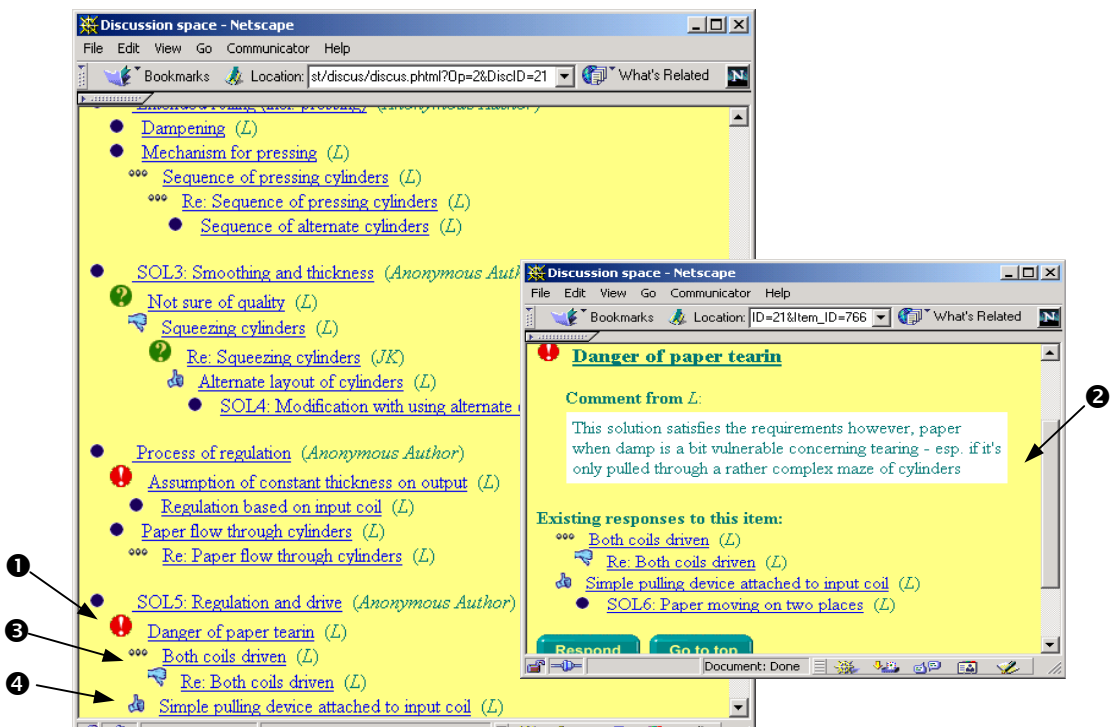 Discussion space - Netscape
File Edit View Go Communicator Help
Bookmarks Location: st/discus/discus.phtml?Op=2&DiscID=21 What's Related N
Extended rolling (incl. pressing) (Anonymous Author)
Dampening (L)
Mechanism for pressing (L)
Sequence of pressing cylinders (L)
Re: Sequence of pressing cylinders (L)
Sequence of alternate cylinders (L)
SOL3: Smoothing and thickness (Anonymous Auth
? Not sure of quality (L)
Squeezing cylinders (L)
? Re: Squeezing cylinders (JK)
Alternate layout of cylinders (L)
SOL4: Modification with using alternate
Process of regulation (Anonymous Author)
! Assumption of constant thickness on output (L)
Regulation based on input coil (L)
Paper flow through cylinders (L)
Re: Paper flow through cylinders (L)
❶
SOL5: Regulation and drive (Anonymous Author)
! Danger of paper tearin (L)
❸
Both coils driven (L)
Re: Both coils driven (L)
❹
Simple pulling device attached to input coil (L)
Discussion space - Netscape
File Edit View Go Communicator Help
Bookmarks Location: ID=21&Item_ID=766 What's Related N
! Danger of paper tearin
Comment from L:
❷
This solution satisfies the requirements however, paper
when damp is a bit vulnerable concerning tearing - esp. if it's
only pulled through a rather complex maze of cylinders
Existing responses to this item:
Both coils driven (L)
Re: Both coils driven (L)
Simple pulling device attached to input coil (L)
SOL6: Paper moving on two places (L)
Respond Go to top
Document: Done